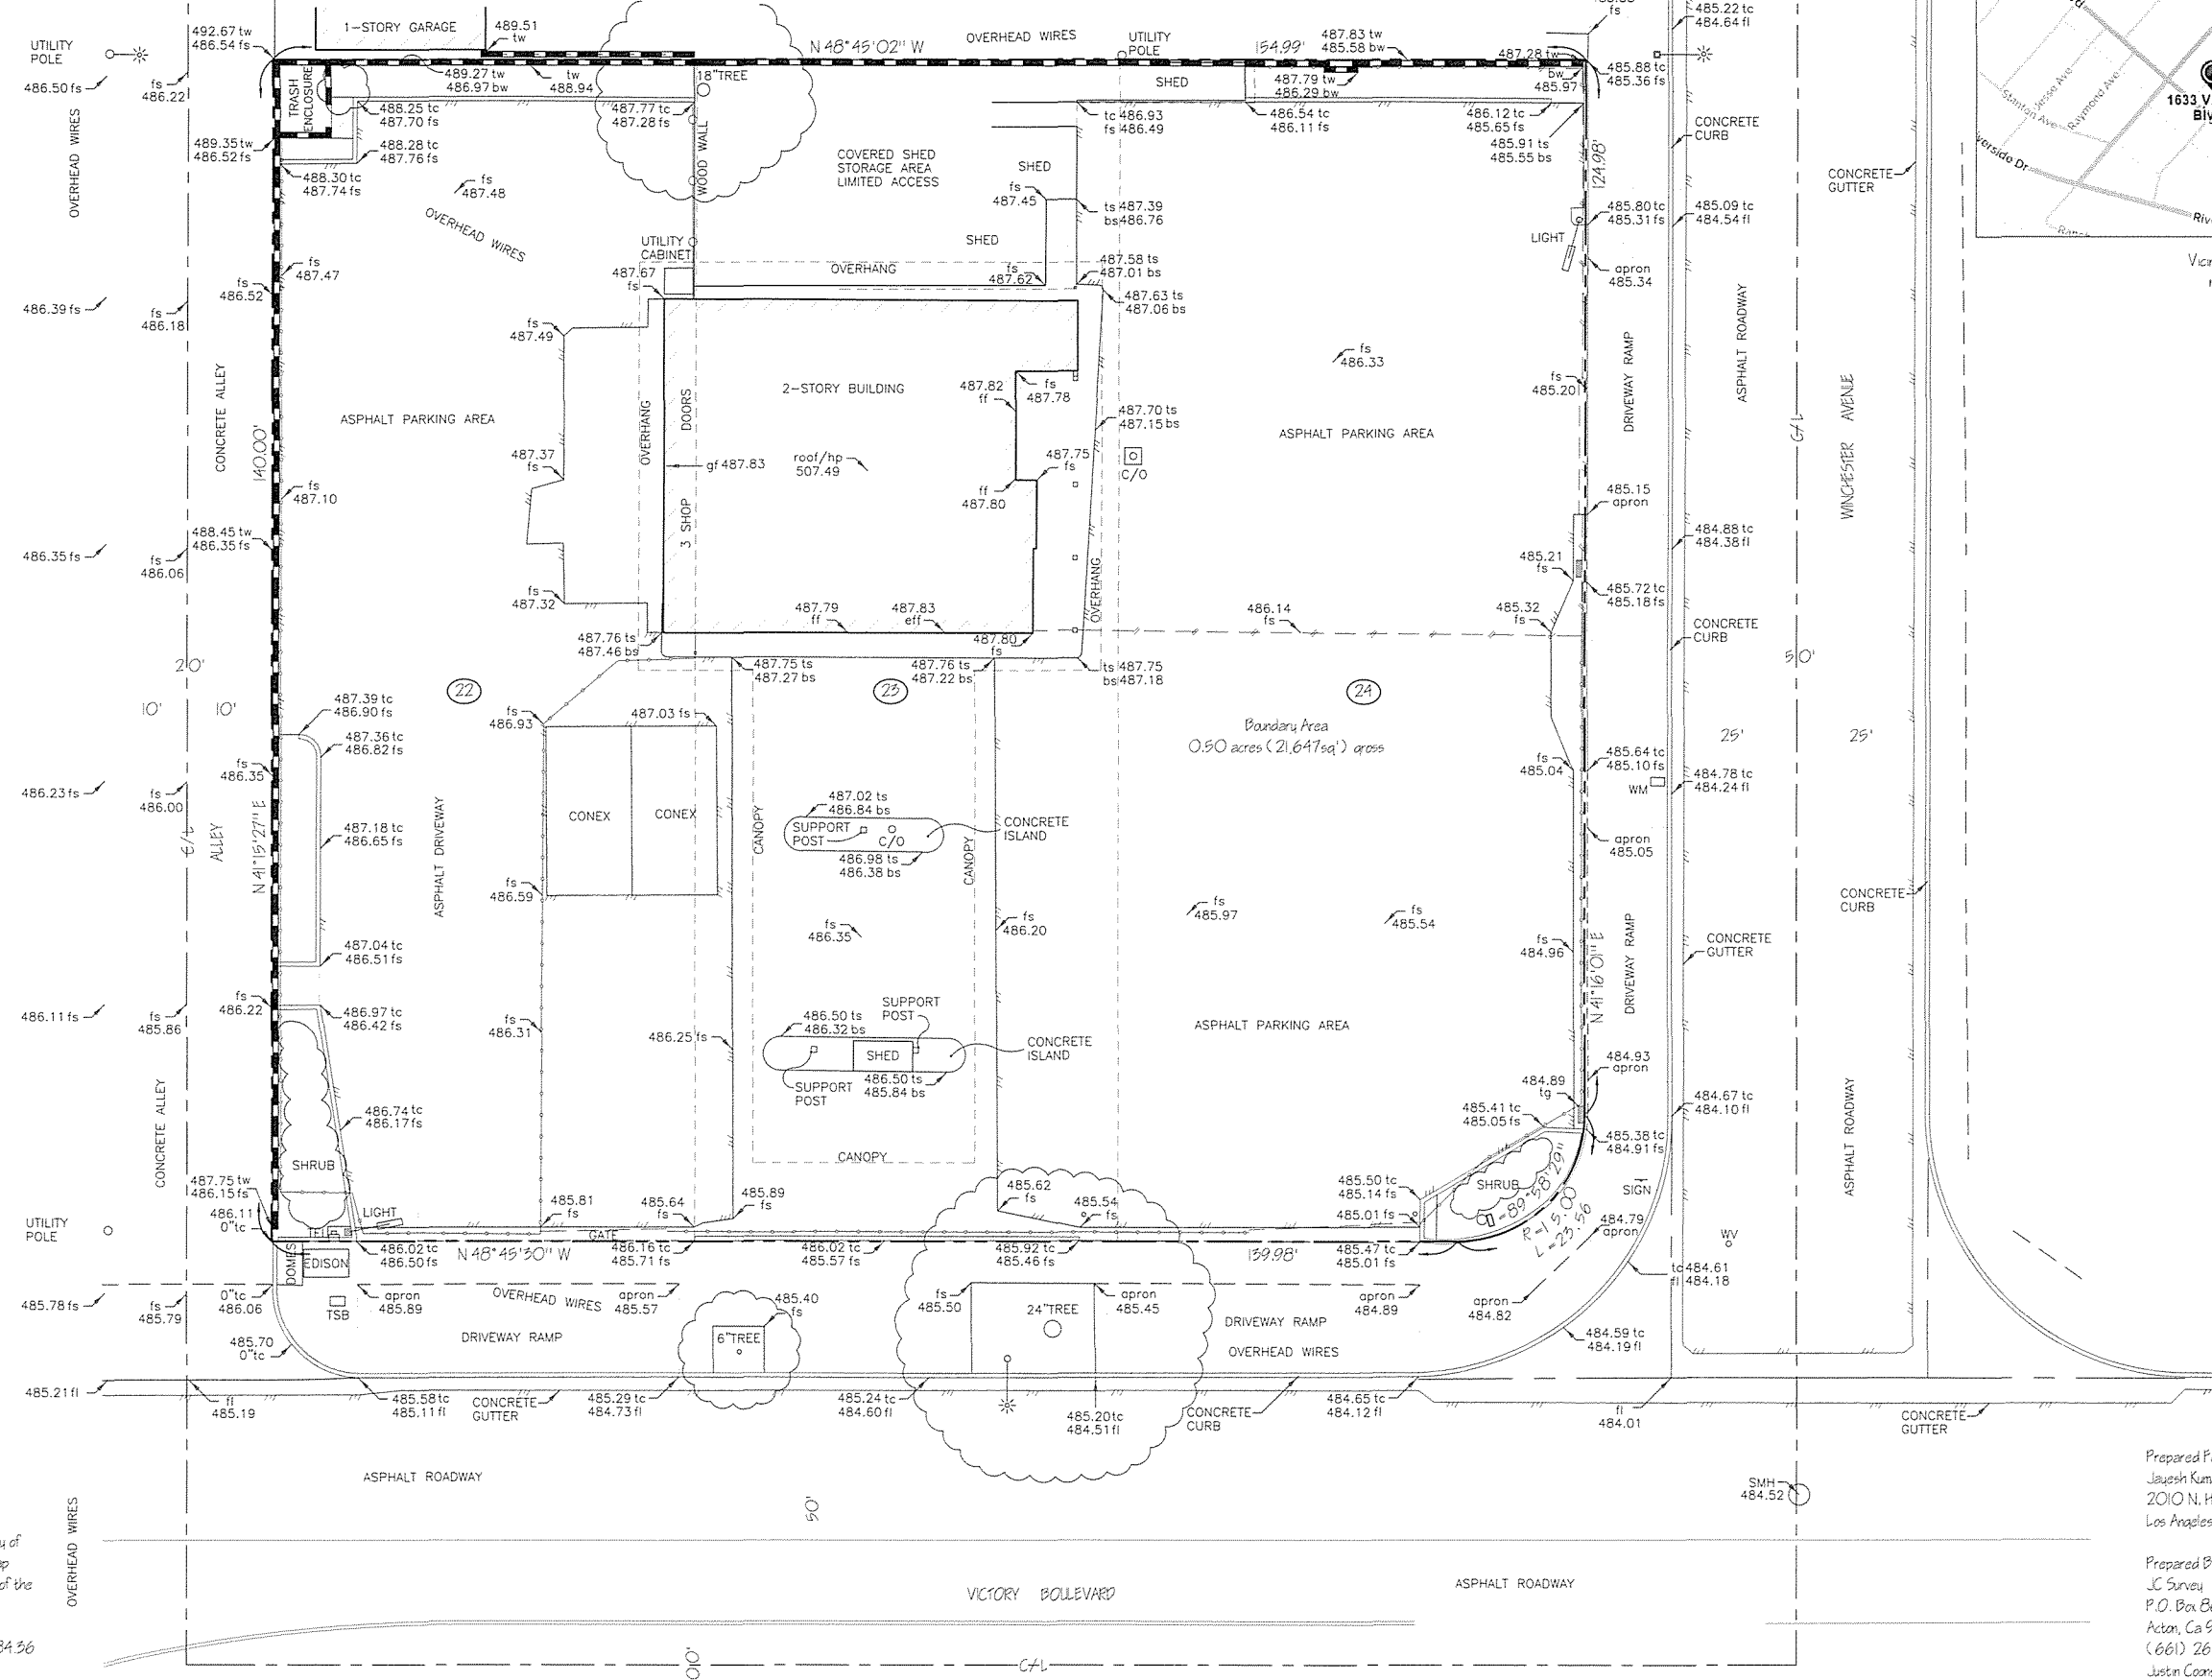 1-STORY GARAGE
489.51
tw
492.67 tw
486.54 fs
UTILITY
POLE
486.50 fs
fs
486.22
N 48°45'02" W
OVERHEAD WIRES
UTILITY
POLE
154.99'
487.83 tw
485.58 bw
487.28 tw
bw
485.97
fs
485.22 tc
484.64 fl
485.88 tc
485.36 fs
TRASH
ENCLOSURE
489.27 tw
486.97 bw
tw
488.94
18"TREE
SHED
487.79 tw
486.29 bw
488.25 tc
487.70 fs
487.77 tc
487.28 fs
tc 486.93
fs 486.49
486.54 tc
486.11 fs
486.12 tc
485.65 fs
485.91 ts
485.55 bs
CONCRETE
CURB
1633 V
Stanton Ave
Jesse Ave
Raymond Ave
verside Dr
Riv
489.35 tw
486.52 fs
488.28 tc
487.76 fs
488.30 tc
487.74 fs
WOOD WALL
COVERED SHED
STORAGE AREA
LIMITED ACCESS
SHED
124.98'
CONCRETE
GUTTER
OVERHEAD WIRES
fs
487.48
OVERHEAD WIRES
fs
487.45
ts 487.39
bs 486.76
485.80 tc
485.31 fs
485.09 tc
484.54 fl
LIGHT
UTILITY
CABINET
SHED
fs
487.47
487.67
fs
OVERHANG
fs
487.62
487.58 ts
487.01 bs
apron
485.34
fs
486.52
486.39 fs
fs
486.18
487.63 ts
487.06 bs
fs
487.49
CONCRETE ALLEY
140.00'
ASPHALT PARKING AREA
OVERHANG
3 SHOP DOORS
2-STORY BUILDING
487.82
ff
fs
487.78
fs
486.33
fs
485.20
DRIVEWAY RAMP
ASPHALT ROADWAY
C/L
WINCHESTER AVENUE
487.70 ts
487.15 bs
ASPHALT PARKING AREA
487.37
fs
gf 487.83
roof/hp
507.49
487.75
fs
C/O
ff
487.80
fs
487.10
485.15
apron
488.45 tw
486.35 fs
486.35 fs
fs
486.06
484.88 tc
484.38 fl
485.21
fs
485.72 tc
485.18 fs
OVERHANG
fs
487.32
487.79
ff
487.83
eff
487.80
fs
486.14
fs
485.32
fs
CONCRETE
CURB
487.76 ts
487.46 bs
487.75 ts
487.27 bs
487.76 ts
487.22 bs
ts 487.75
bs 487.18
20'
50'
22
23
24
10'
10'
487.39 tc
486.90 fs
fs
486.93
487.03 fs
Boundary Area
0.50 acres (21,647sq') gross
25'
25'
487.36 tc
486.82 fs
fs
486.35
fs
485.04
485.64 tc
485.10 fs
484.78 tc
484.24 fl
WM
486.23 fs
fs
486.00
C/L
ALLEY
N 41°15'27" E
ASPHALT DRIVEWAY
CONEX
CONEX
CANOPY
487.02 ts
486.84 bs
SUPPORT
POST
C/O
CONCRETE
ISLAND
486.98 ts
486.38 bs
CANOPY
487.18 tc
486.65 fs
apron
485.05
fs
486.59
CONCRETE
CURB
487.04 tc
486.51 fs
fs
486.35
fs
486.20
fs
485.97
fs
485.54
fs
484.96
N 41°16'01" E
DRIVEWAY RAMP
CONCRETE
GUTTER
486.11 fs
fs
485.86
fs
486.22
486.97 tc
486.42 fs
fs
486.31
486.25 fs
486.50 ts
486.32 bs
SUPPORT
POST
SHED
CONCRETE
ISLAND
486.50 ts
485.84 bs
SUPPORT
POST
ASPHALT PARKING AREA
484.93
apron
484.89
tg
485.41 tc
485.05 fs
484.67 tc
484.10 fl
485.38 tc
484.91 fs
CONCRETE ALLEY
486.74 tc
486.17 fs
SHRUB
CANOPY
ASPHALT ROADWAY
487.75 tw
486.15 fs
486.11
0"tc
LIGHT
485.81
fs
485.64
fs
485.89
fs
485.62
fs
485.54
fs
485.50 tc
485.14 fs
485.01 fs
SHRUB
=89°58'29"
R=15.00
L=23.56
SIGN
484.79
apron
WV
UTILITY
POLE
TEL
DOMES
EDISON
486.02 tc
486.50 fs
N 48°45'30" W
GATE
486.16 tc
485.71 fs
486.02 tc
485.57 fs
485.92 tc
485.46 fs
139.98'
485.47 tc
485.01 fs
tc 484.61
fl 484.18
485.78 fs
fs
485.79
0"tc
486.06
TSB
apron
485.89
OVERHEAD WIRES
apron
485.57
485.40
fs
fs
485.50
apron
485.45
apron
484.89
apron
484.82
24"TREE
6"TREE
DRIVEWAY RAMP
DRIVEWAY RAMP
OVERHEAD WIRES
484.59 tc
484.19 fl
485.70
0"tc
485.21 fl
fl
485.19
485.58 tc
485.11 fl
CONCRETE
GUTTER
485.29 tc
484.73 fl
485.24 tc
484.60 fl
485.20 tc
484.51 fl
CONCRETE
CURB
484.65 tc
484.12 fl
fl
484.01
CONCRETE
GUTTER
ASPHALT ROADWAY
SMH
484.52
50'
OVERHEAD WIRES
of the
VICTORY BOULEVARD
ASPHALT ROADWAY
C/L
Prepared F
Jayesh Kum
2010 N. H
Los Angeles
Prepared B
JC Survey
P.O. Box 8
Acton, Ca 9
(661) 26
Justin Coons